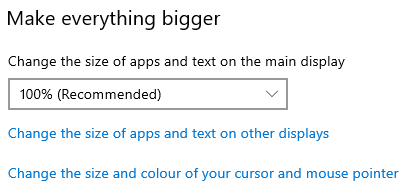 Make everything bigger
Change the size of apps and text on the main display
100% (Recommended)
Change the size of apps and text on other displays
Change the size and colour of your cursor and mouse pointer